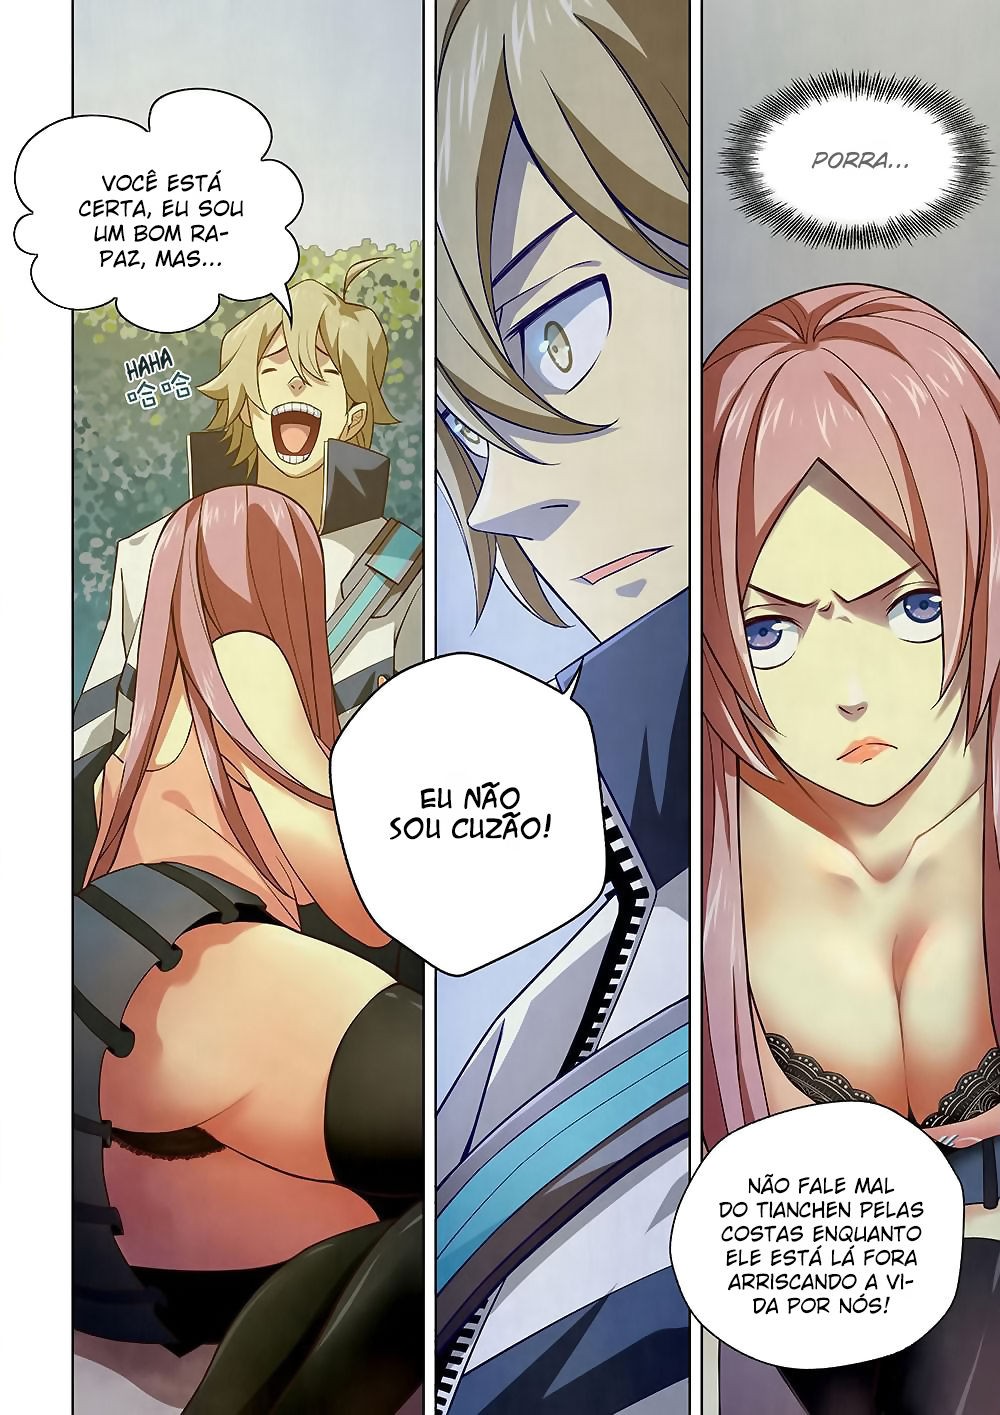 VOCÊ ESTÁ
CERTA, EU SOU
UM BOM RA-
PAZ, MAS...
HAHA
哈哈
EU NÃO
SOU CUZÃO!
PORRA...
NÃO FALE MAL
DO TIANCHEN PELAS
COSTAS ENQUANTO
ELE ESTÁ LÁ FORA
ARRISCANDO A VI-
DA POR NÓS!